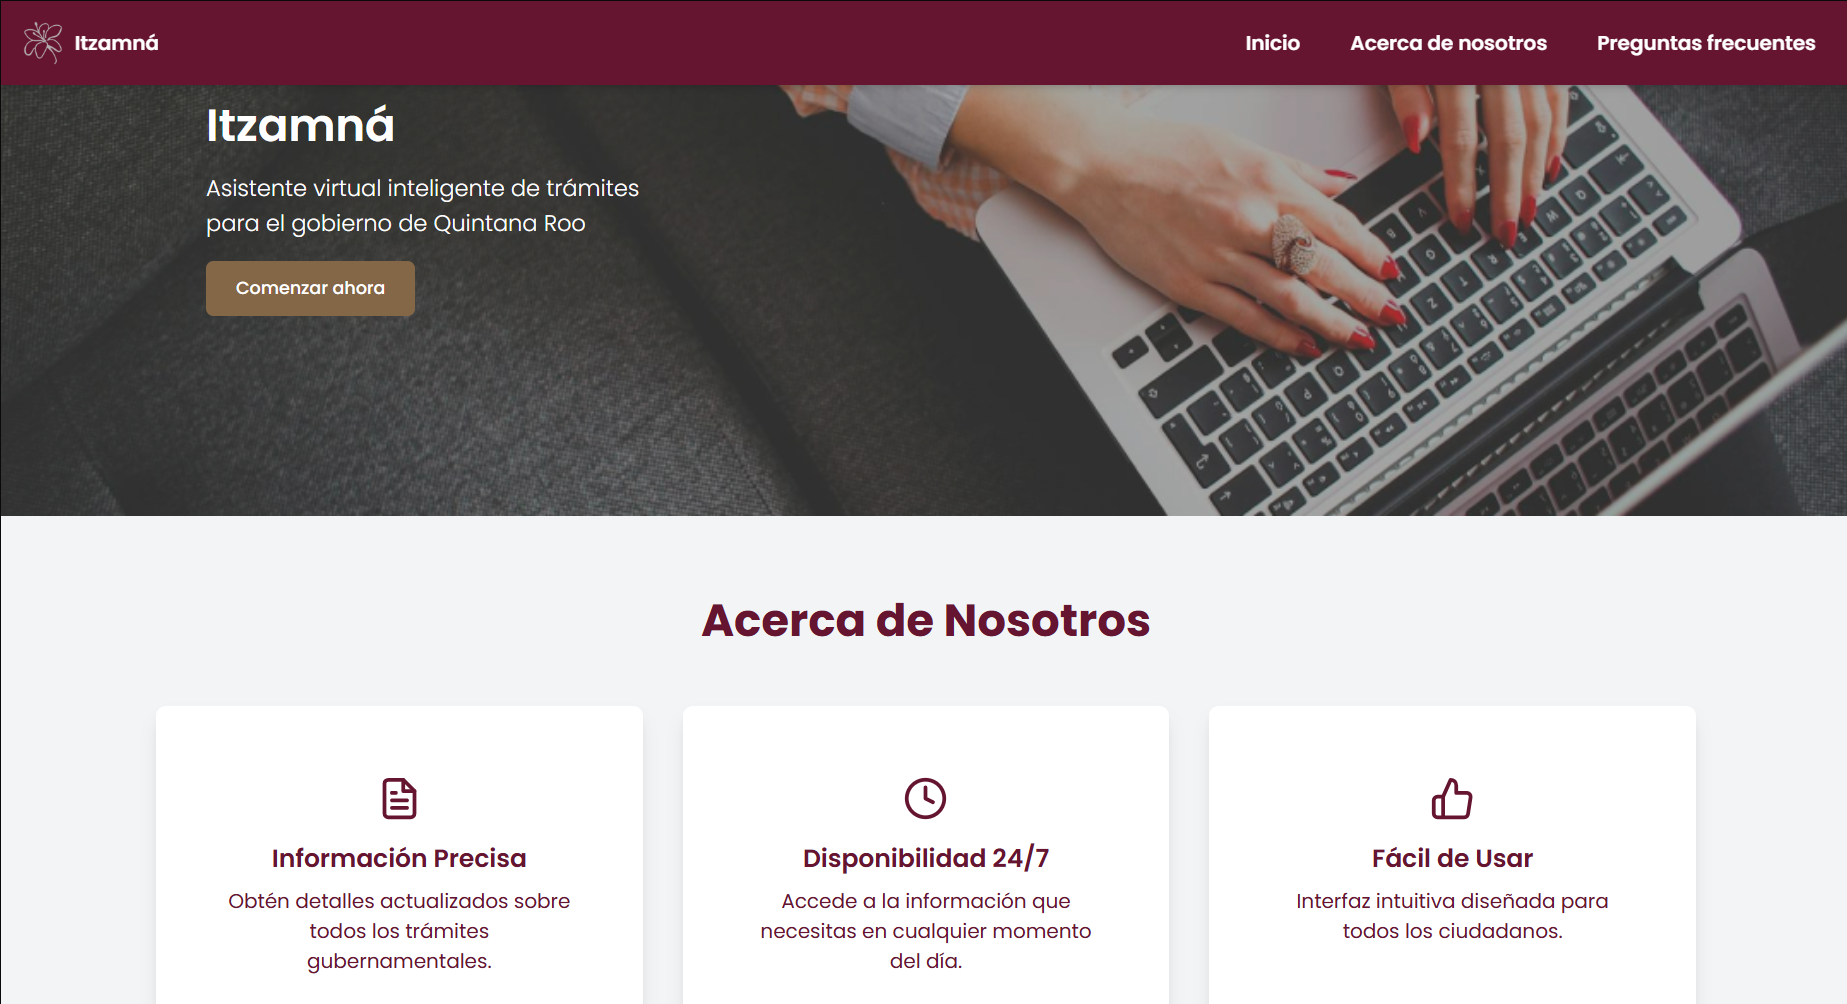 Itzamná
Inicio
Acerca de nosotros
Preguntas frecuentes
Itzamná
Asistente virtual inteligente de trámites
para el gobierno de Quintana Roo
Comenzar ahora
Acerca de Nosotros
Información Precisa
Obtén detalles actualizados sobre
todos los trámites
gubernamentales.
Disponibilidad 24/7
Accede a la información que
necesitas en cualquier momento
del día.
Fácil de Usar
Interfaz intuitiva diseñada para
todos los ciudadanos.